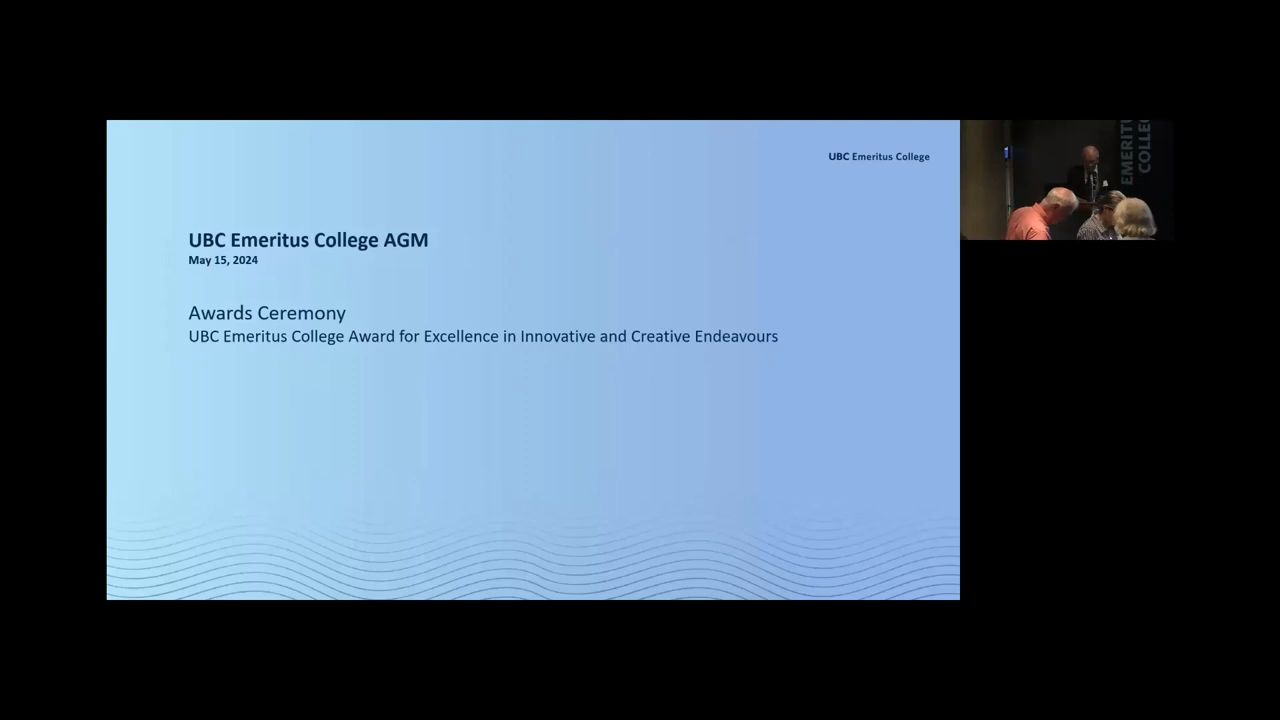 UBC Emeritus College
UBC Emeritus College AGM
May 15, 2024
Awards Ceremony
UBC Emeritus College Award for Excellence in Innovative and Creative Endeavours